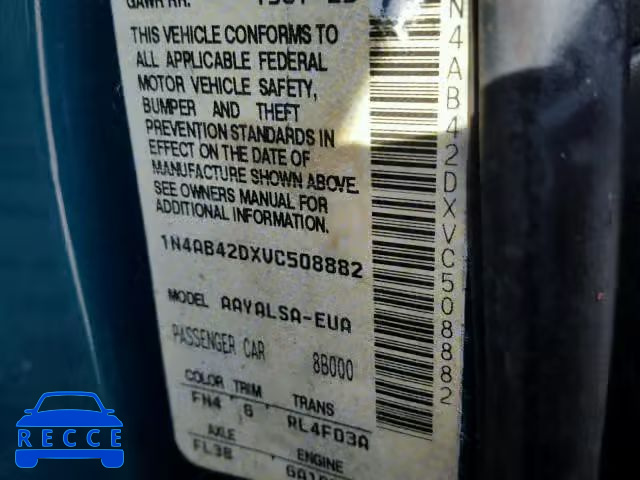 GAWR RR.
THIS VEHICLE CONFORMS TO
ALL APPLICABLE FEDERAL
MOTOR VEHICLE SAFETY,
BUMPER AND THEFT
PREVENTION STANDARDS IN
EFFECT ON THE DATE OF
MANUFACTURE SHOWN ABOVE.
SEE OWNERS MANUAL FOR
ADDITIONAL INFORMATION.
1N4AB42DXVC508882
MODEL AAYALSA-EUA
PASSENGER CAR 8B000
COLOR TRIM TRANS
FN4 G RL4F03A
AXLE ENGINE
FL38
N4AB42DXVC508882
RECCE